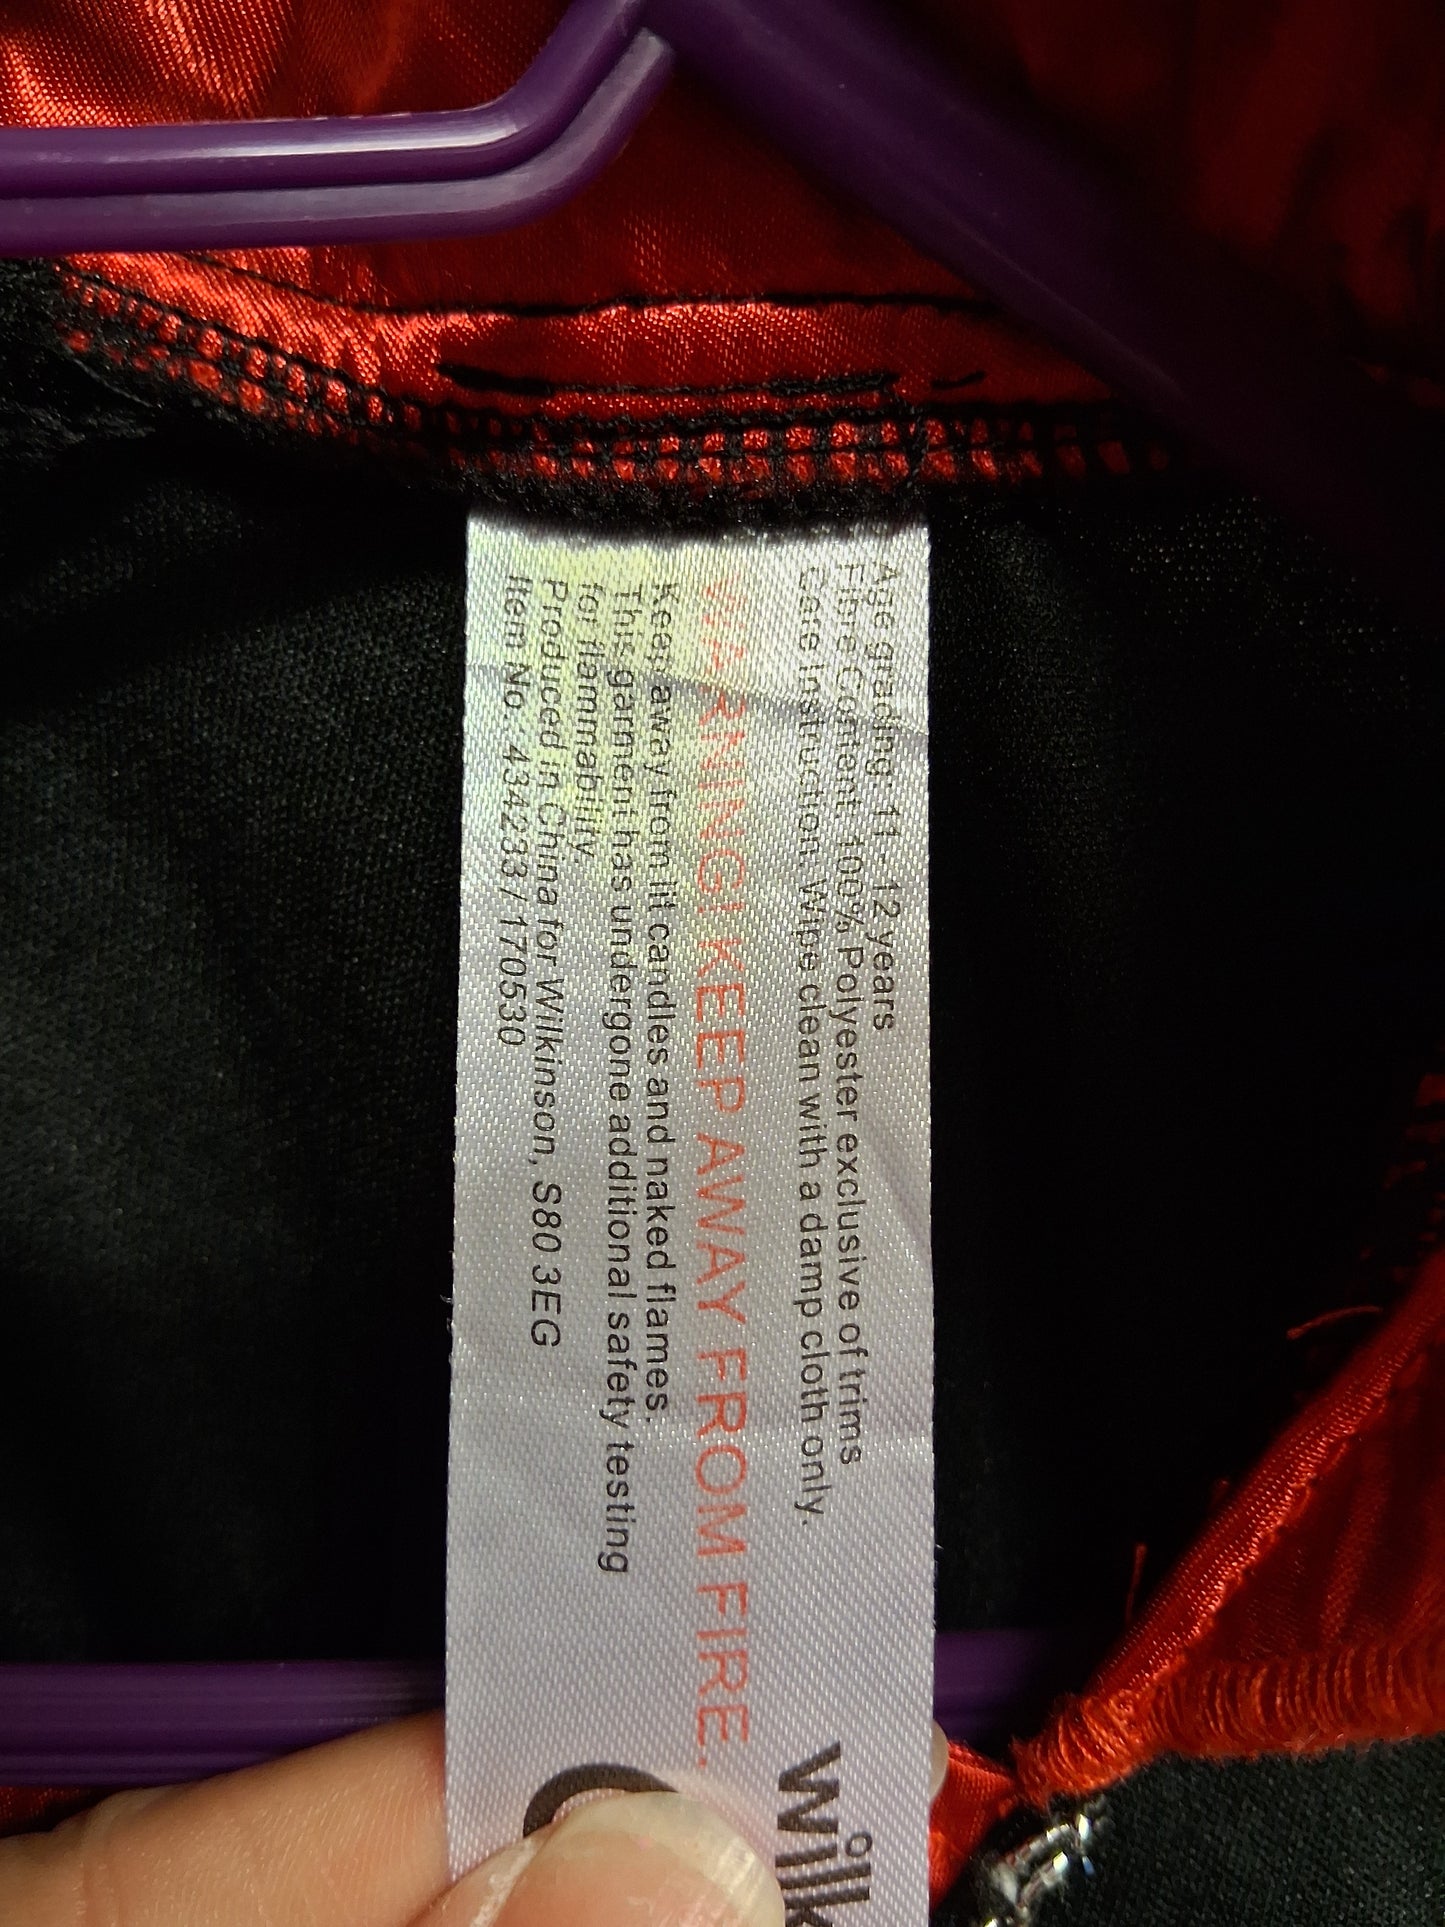 Age grading: 11-12 years
Fibre Content: 100% Polyester exclusive of trims
Care Instruction: Wipe clean with a damp cloth only.
WARNING! KEEP AWAY FROM FIRE.
Keep away from lit candles and naked flames.
This garment has undergone additional safety testing
for flammability.
Produced in China for Wilkinson, S80 3EG
Item No.: 434233 / 170530
wilk